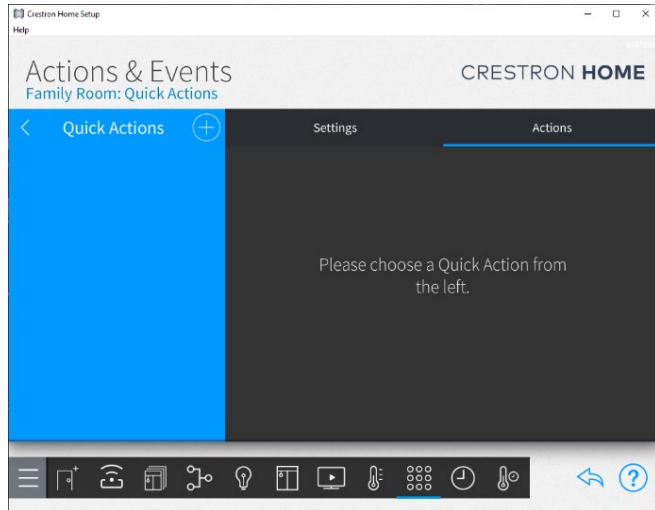 Crestron Home Setup
Help
Actions & Events
CRESTRON HOME
Family Room: Quick Actions
Quick Actions
Settings
Actions
Please choose a Quick Action from
the left.
?